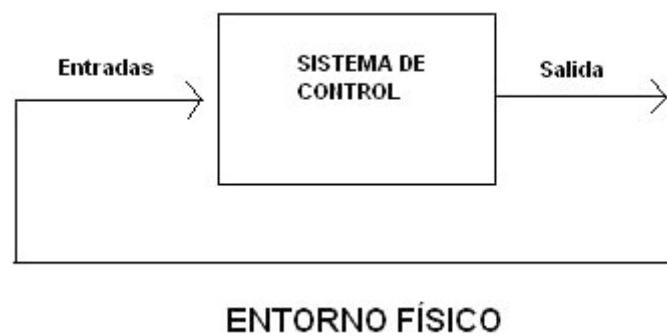 Entradas
SISTEMA DE
CONTROL
Salida
ENTORNO FÍSICO